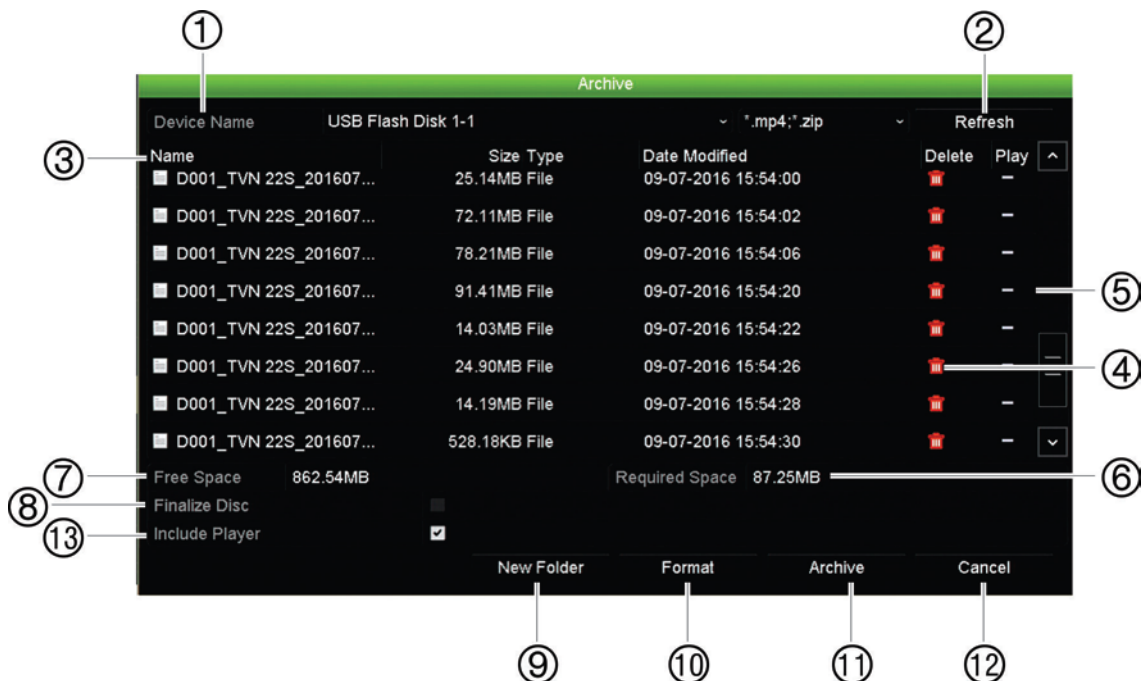 ① ②
Archive
Device Name USB Flash Disk 1-1 *.mp4;*.zip Refresh
③ Name Size Type Date Modified Delete Play
D001_TVN 22S_201607... 25.14MB File 09-07-2016 15:54:00
D001_TVN 22S_201607... 72.11MB File 09-07-2016 15:54:02
D001_TVN 22S_201607... 78.21MB File 09-07-2016 15:54:06
D001_TVN 22S_201607... 91.41MB File 09-07-2016 15:54:20 ⑤
D001_TVN 22S_201607... 14.03MB File 09-07-2016 15:54:22
D001_TVN 22S_201607... 24.90MB File 09-07-2016 15:54:26 ④
D001_TVN 22S_201607... 14.19MB File 09-07-2016 15:54:28
D001_TVN 22S_201607... 528.18KB File 09-07-2016 15:54:30
⑦ Free Space 862.54MB Required Space 87.25MB ⑥
⑧ Finalize Disc
⑬ Include Player
New Folder Format Archive Cancel
⑨ ⑩ ⑪ ⑫